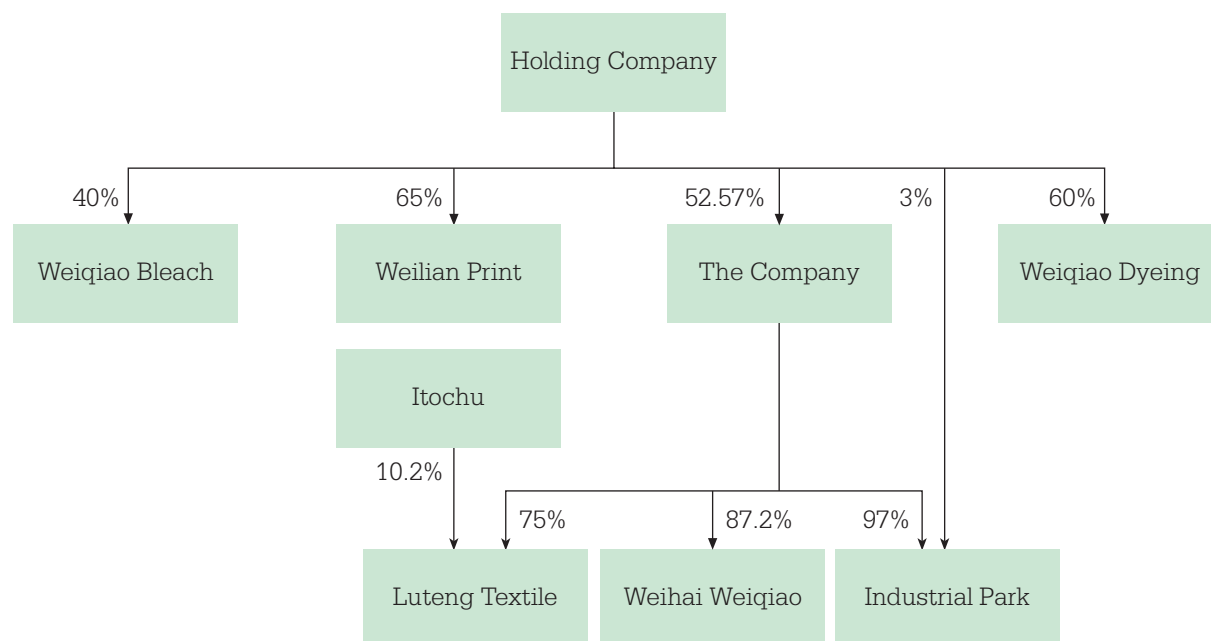 Holding Company
40%
65%
52.57%
3%
60%
Weiqiao Bleach
Weilian Print
The Company
Weiqiao Dyeing
Itochu
10.2%
75%
87.2%
97%
Luteng Textile
Weihai Weiqiao
Industrial Park